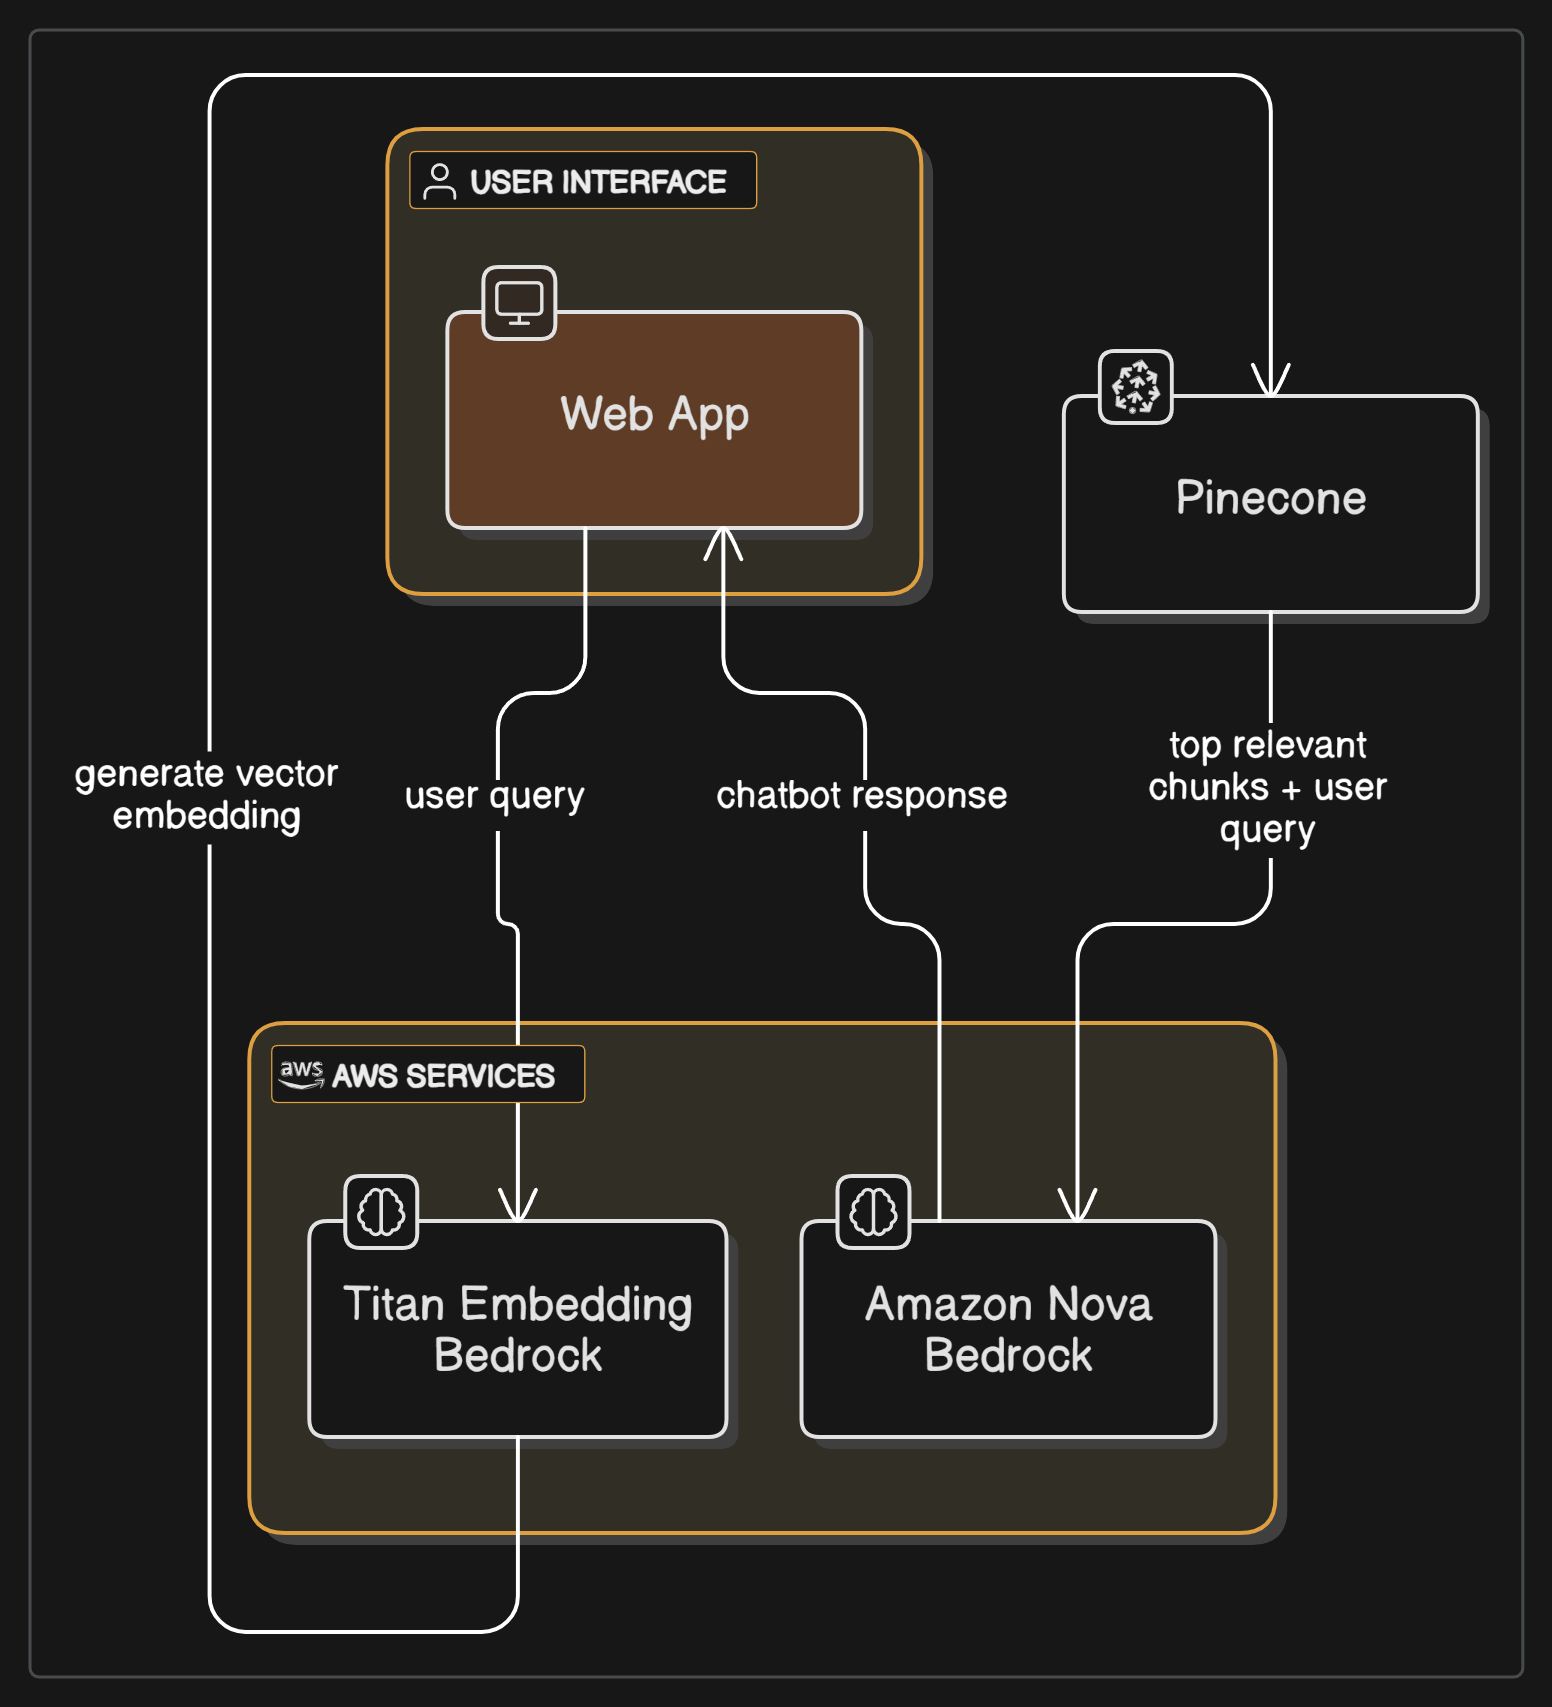 USER INTERFACE
Web App
Pinecone
generate vector
embedding
user query
chatbot response
top relevant
chunks + user
query
aws AWS SERVICES
Titan Embedding
Bedrock
Amazon Nova
Bedrock